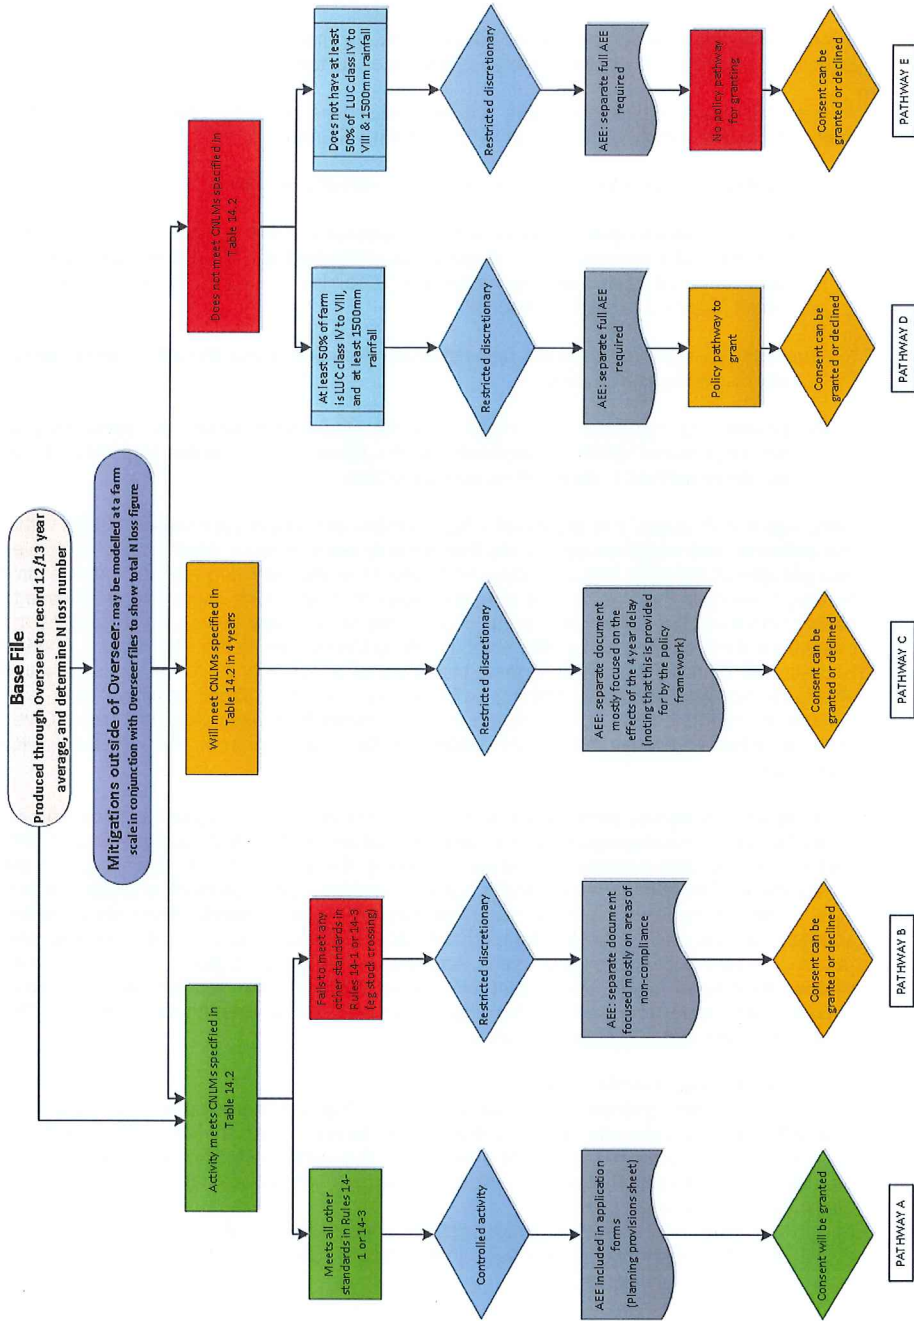 Base File
Produced through Overseer to record 12/13 year
average, and determine N loss number
Mitigations outside of Overseer: may be modelled at a farm
scale in conjunction with Overseer files to show total N loss figure
Activity meets CNLMs specified in
Table 14.2
Will meet CNLMs specified in
Table 14.2 in 4 years
Does not meet CNLMs specified in
Table 14.2
Meets all other
standards in Rules 14-
1 or 14-3
Fails to meet any
other standards in
Rules 14-1 or 14-3
(eg stock crossing)
At least 50% of farm
is LUC class IV to VIII,
and at least 1500mm
rainfall
Does not have at least
50% of LUC class IV to
VIII & 1500mm rainfall
Controlled activity
Restricted discretionary
Restricted discretionary
Restricted discretionary
Restricted discretionary
AEE included in application
forms
(Planning provisions sheet)
AEE: separate document
focused mostly on areas of
non-compliance
AEE: separate document
mostly focused on the
effects of the 4 year delay
(noting that this is provided
for by the policy
framework)
AEE: separate full AEE
required
AEE: separate full AEE
required
Policy pathway to
grant
No policy pathway
for granting
Consent will be granted
Consent can be
granted or declined
Consent can be
granted or declined
Consent can be
granted or declined
Consent can be
granted or declined
PATHWAY A
PATHWAY B
PATHWAY C
PATHWAY D
PATHWAY E